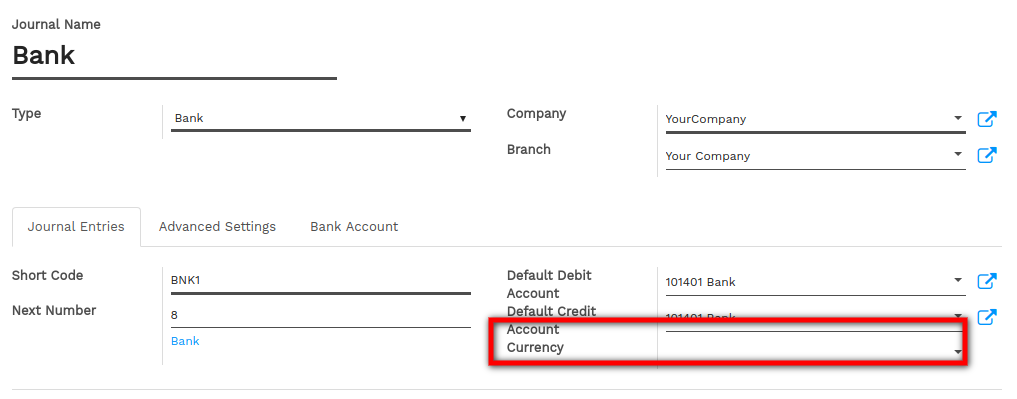 Journal Name
Bank
Type
Bank
Company
YourCompany
Branch
Your Company
Journal Entries
Advanced Settings
Bank Account
Short Code
BNK1
Next Number
8
Bank
Default Debit
Account
101401 Bank
Default Credit
Account
101401 Bank
Currency